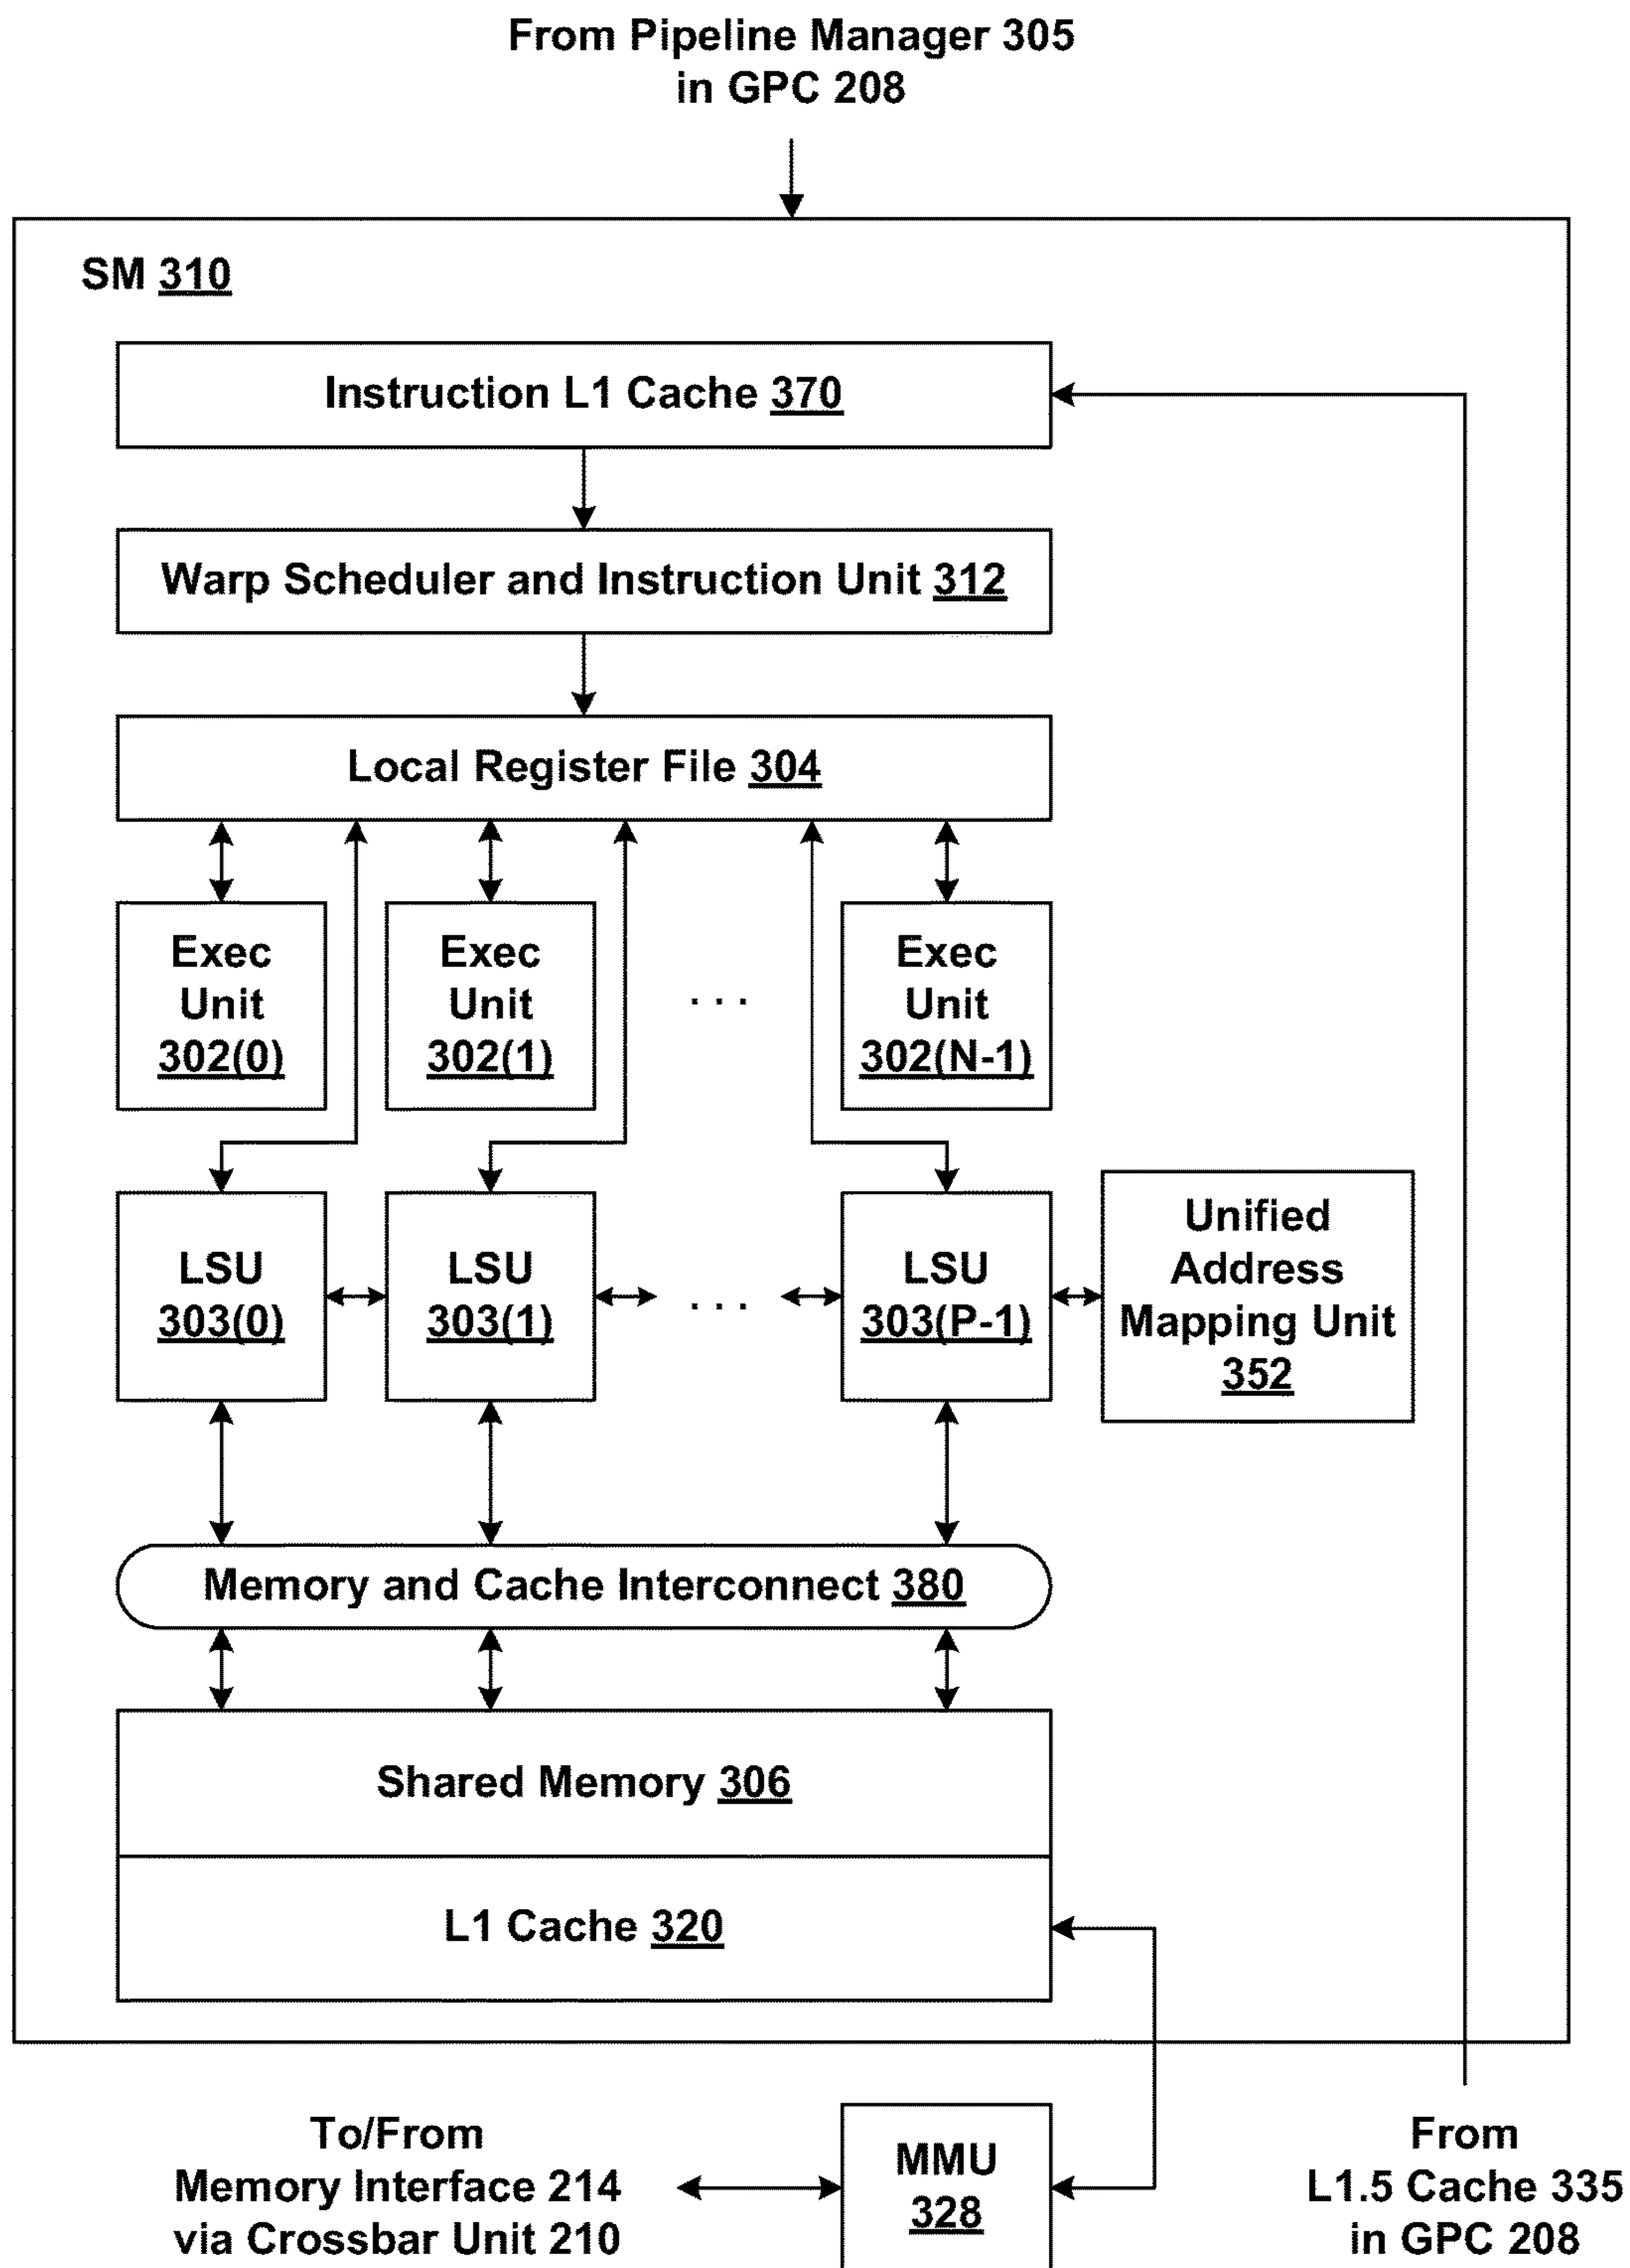 From Pipeline Manager 305
in GPC 208
SM 310
Instruction L1 Cache 370
Warp Scheduler and Instruction Unit 312
Local Register File 304
Exec
Unit
302(0)
Exec
Unit
302(1)
. . .
Exec
Unit
302(N-1)
LSU
303(0)
LSU
303(1)
. . .
LSU
303(P-1)
Unified
Address
Mapping Unit
352
Memory and Cache Interconnect 380
Shared Memory 306
L1 Cache 320
To/From
Memory Interface 214
via Crossbar Unit 210
MMU
328
From
L1.5 Cache 335
in GPC 208